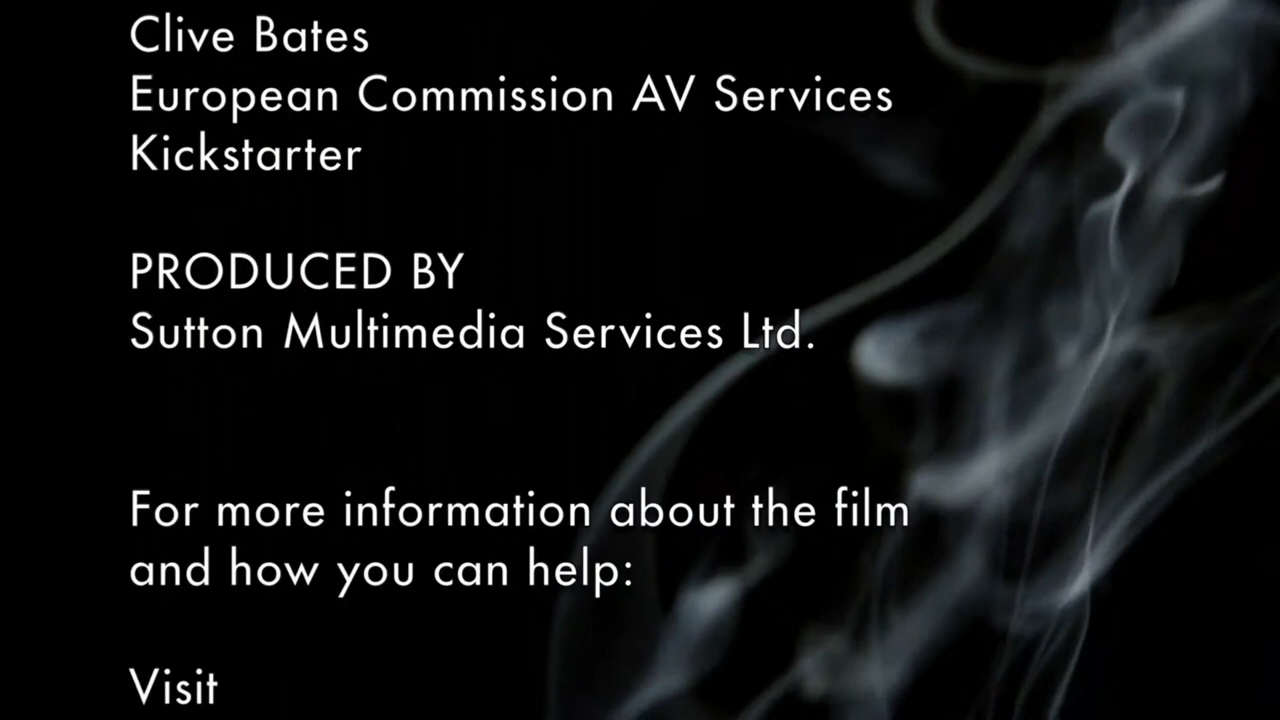 Clive Bates
European Commission AV Services
Kickstarter
PRODUCED BY
Sutton Multimedia Services Ltd.
For more information about the film
and how you can help:
Visit